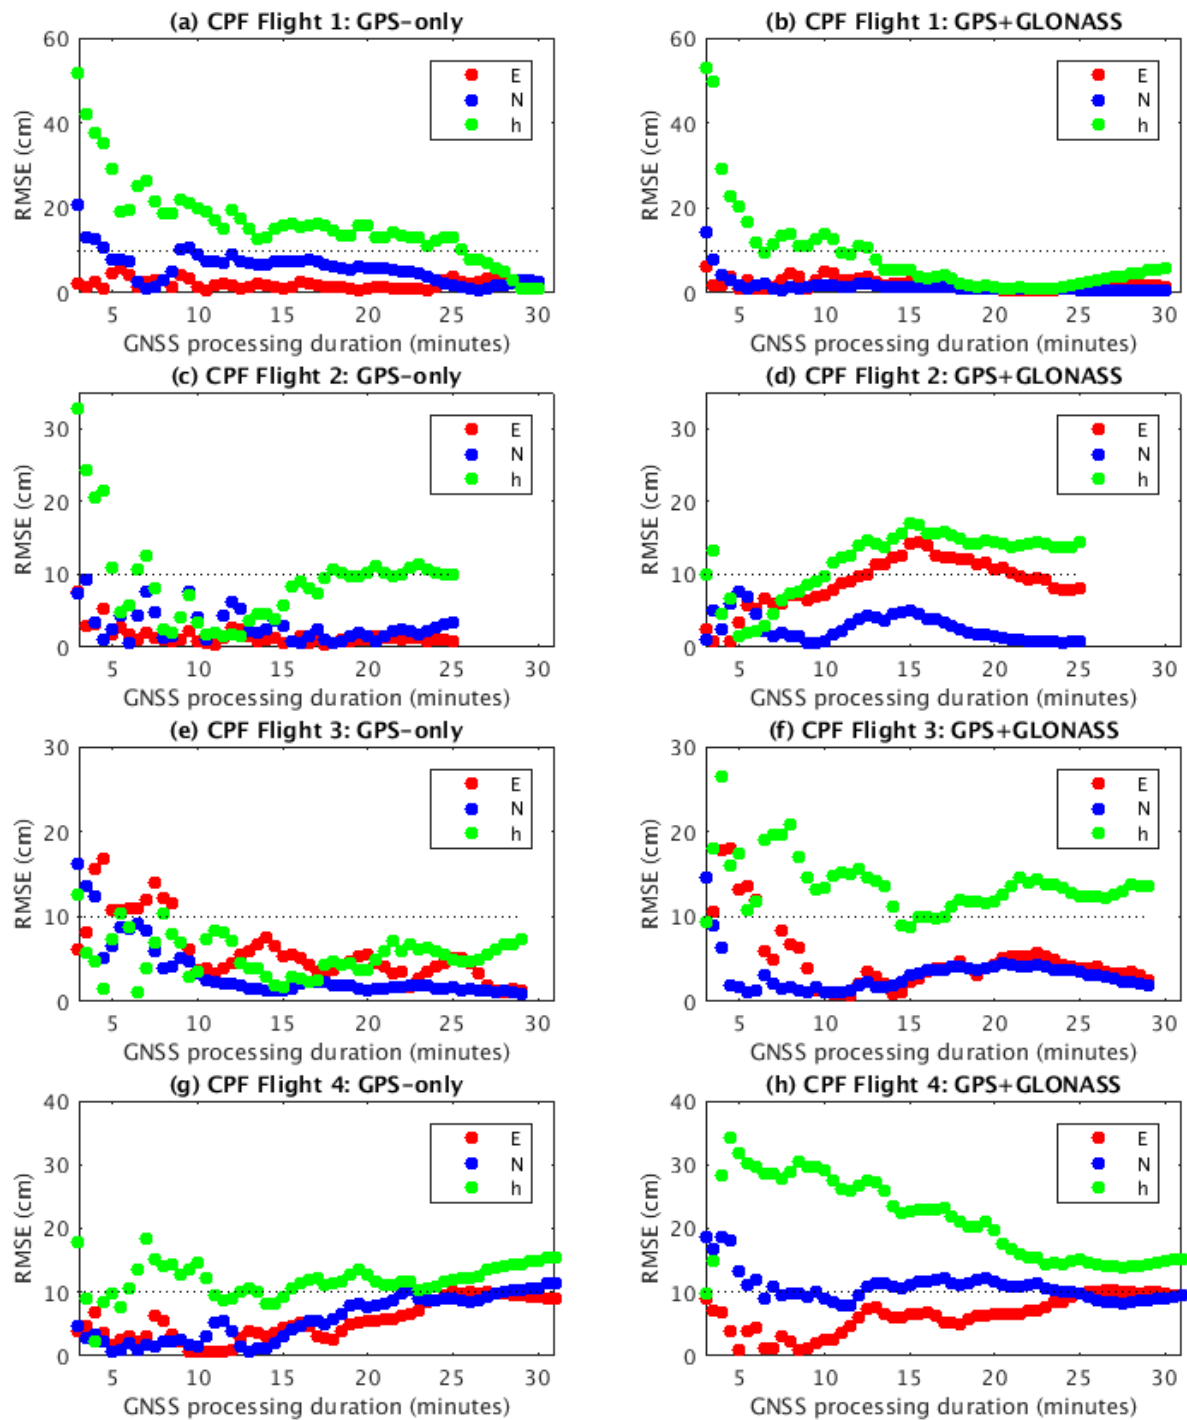 (a) CPF Flight 1: GPS-only
60
40
20
0
RMSE (cm)
E
N
h
5 10 15 20 25 30
GNSS processing duration (minutes)
(b) CPF Flight 1: GPS+GLONASS
60
40
20
0
RMSE (cm)
E
N
h
5 10 15 20 25 30
GNSS processing duration (minutes)
(c) CPF Flight 2: GPS-only
30
20
10
0
RMSE (cm)
E
N
h
5 10 15 20 25 30
GNSS processing duration (minutes)
(d) CPF Flight 2: GPS+GLONASS
30
20
10
0
RMSE (cm)
E
N
h
5 10 15 20 25 30
GNSS processing duration (minutes)
(e) CPF Flight 3: GPS-only
30
20
10
0
RMSE (cm)
E
N
h
5 10 15 20 25 30
GNSS processing duration (minutes)
(f) CPF Flight 3: GPS+GLONASS
30
20
10
0
RMSE (cm)
E
N
h
5 10 15 20 25 30
GNSS processing duration (minutes)
(g) CPF Flight 4: GPS-only
40
30
20
10
0
RMSE (cm)
E
N
h
5 10 15 20 25 30
GNSS processing duration (minutes)
(h) CPF Flight 4: GPS+GLONASS
40
30
20
10
0
RMSE (cm)
E
N
h
5 10 15 20 25 30
GNSS processing duration (minutes)